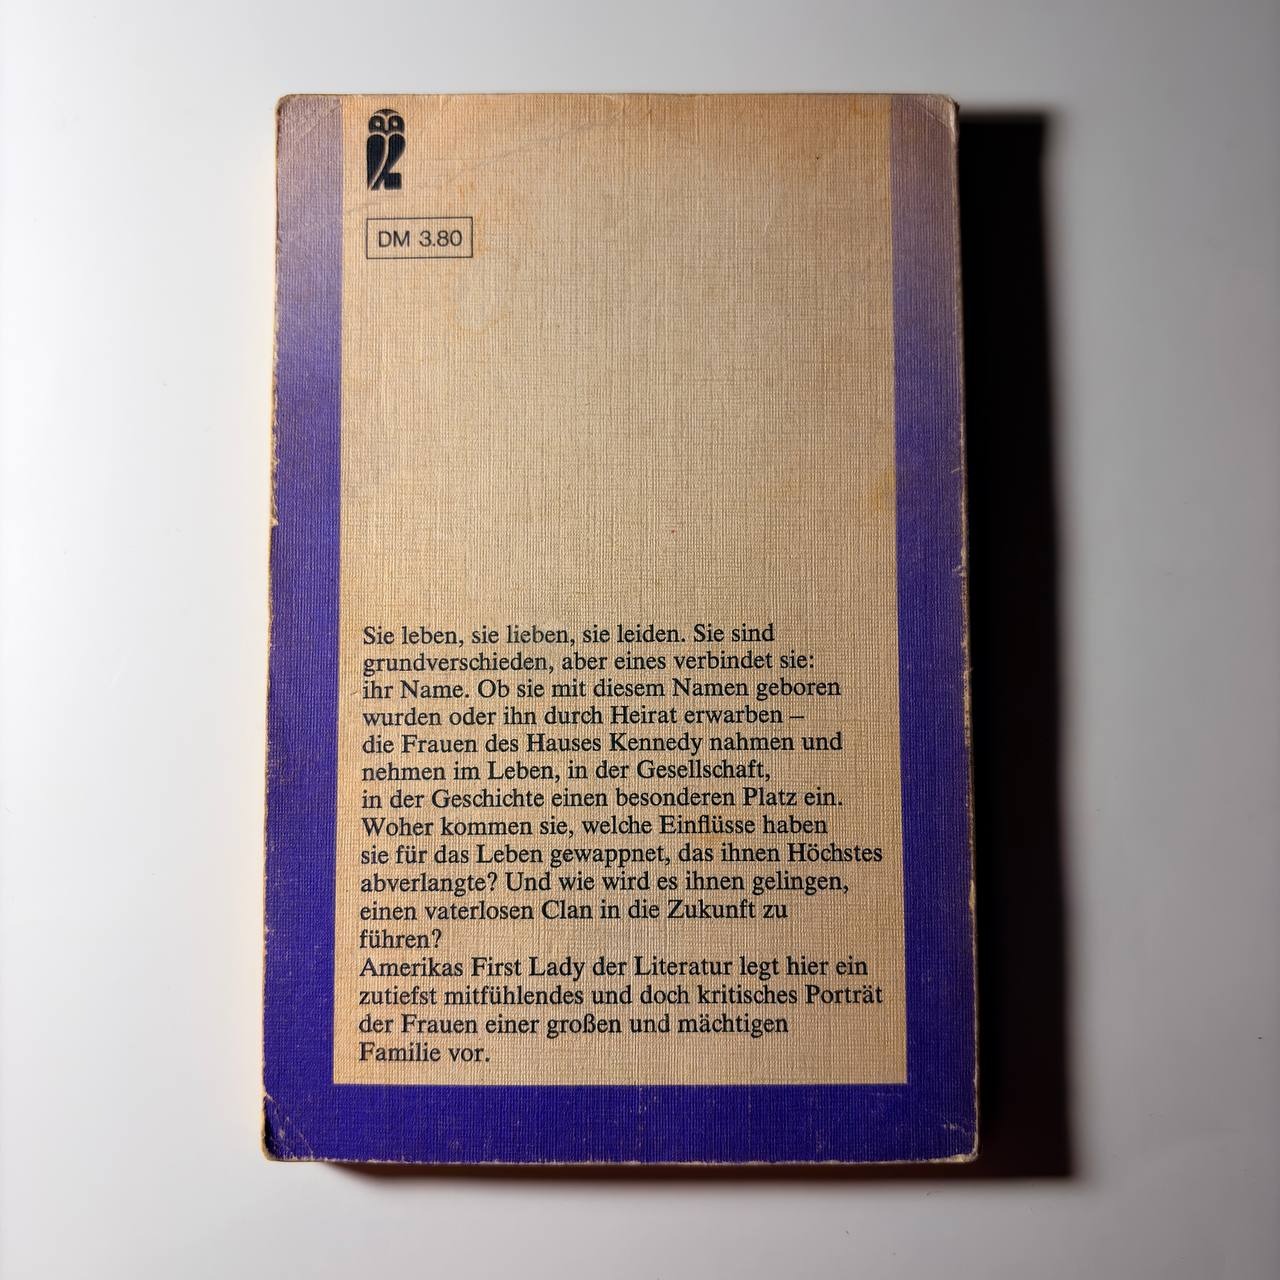 DM 3.80
Sie leben, sie lieben, sie leiden. Sie sind
grundverschieden, aber eines verbindet sie:
ihr Name. Ob sie mit diesem Namen geboren
wurden oder ihn durch Heirat erwarben –
die Frauen des Hauses Kennedy nahmen und
nehmen im Leben, in der Gesellschaft,
in der Geschichte einen besonderen Platz ein.
Woher kommen sie, welche Einflüsse haben
sie für das Leben gewappnet, das ihnen Höchstes
abverlangte? Und wie wird es ihnen gelingen,
einen vaterlosen Clan in die Zukunft zu
führen?
Amerikas First Lady der Literatur legt hier ein
zutiefst mitfühlendes und doch kritisches Porträt
der Frauen einer großen und mächtigen
Familie vor.